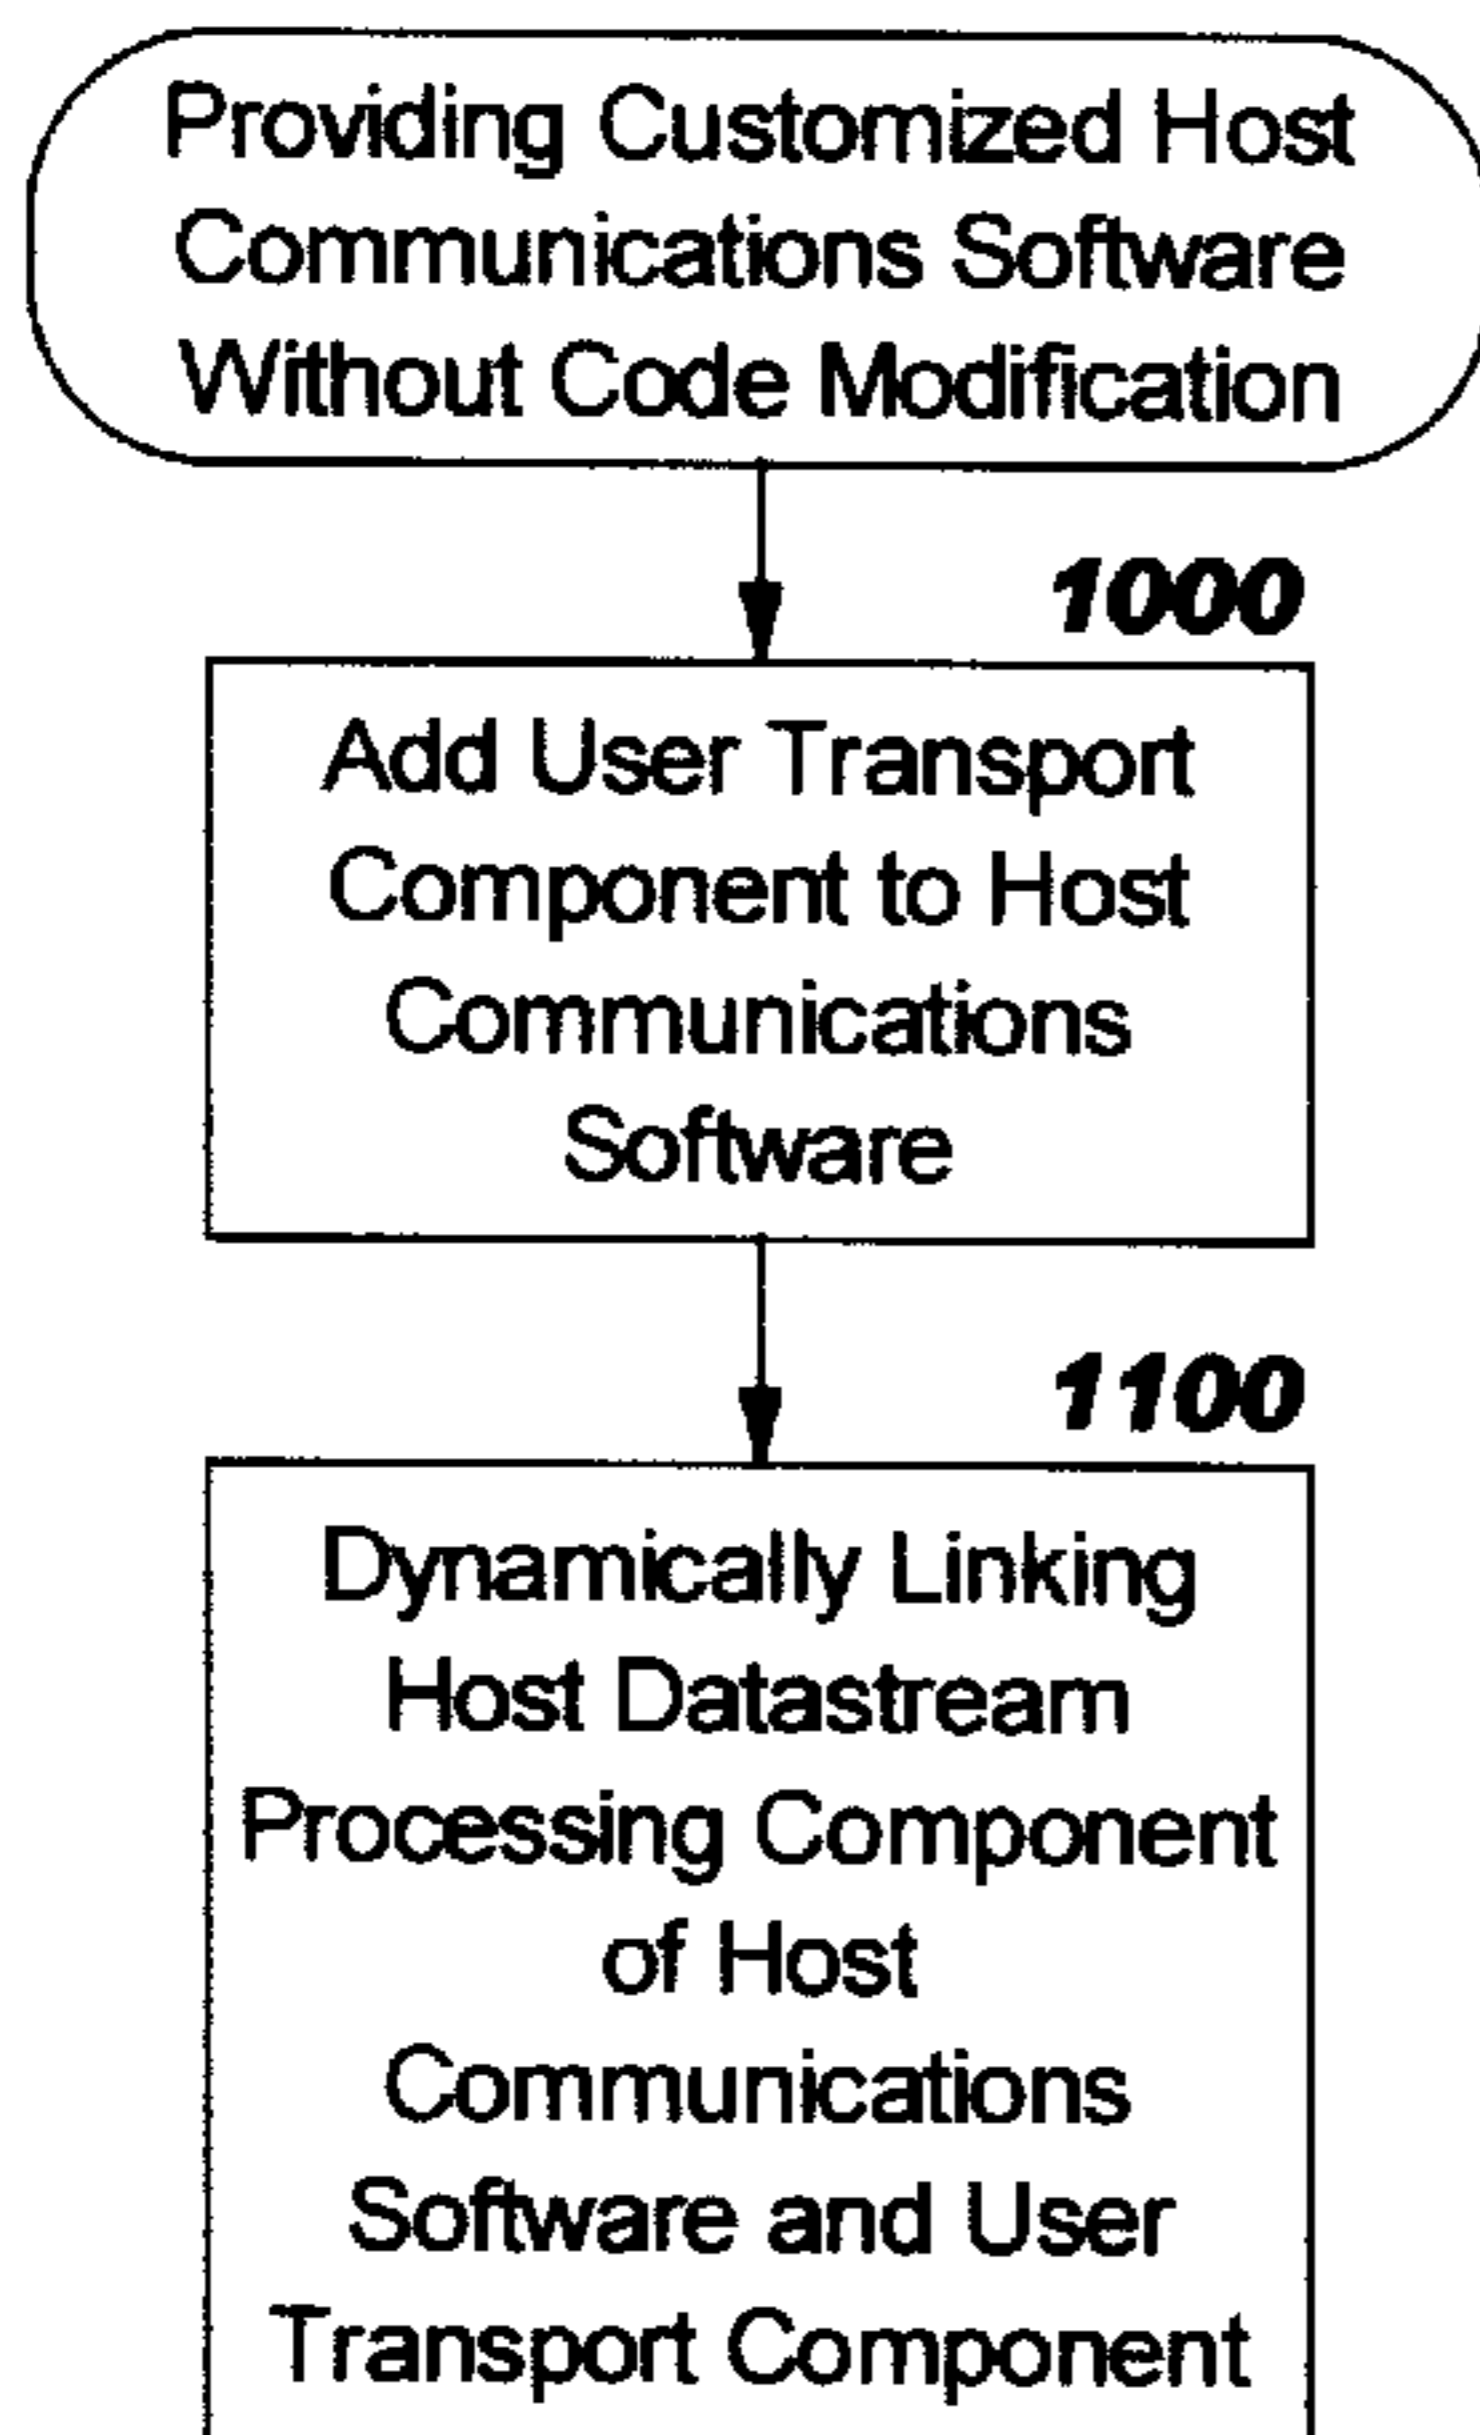 Providing Customized Host
Communications Software
Without Code Modification
1000
Add User Transport
Component to Host
Communications
Software
1100
Dynamically Linking
Host Datastream
Processing Component
of Host
Communications
Software and User
Transport Component